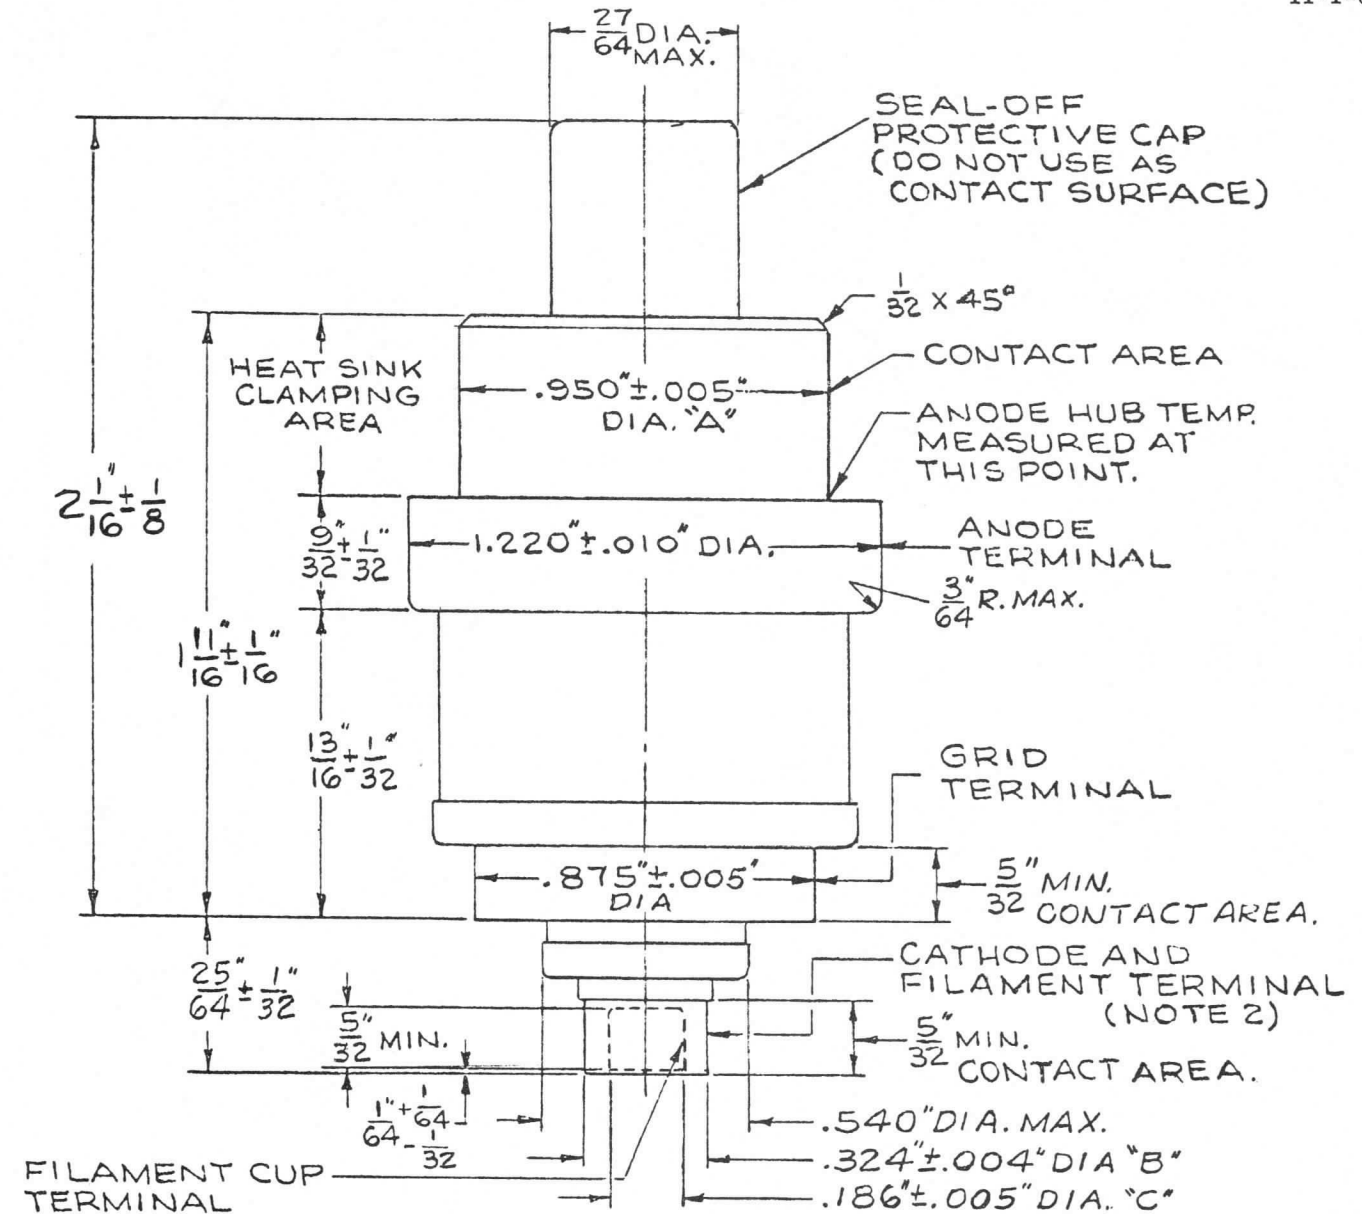 27/64 DIA. MAX.
SEAL-OFF
PROTECTIVE CAP
(DO NOT USE AS
CONTACT SURFACE)
1/32 X 45°
HEAT SINK
CLAMPING
AREA
.950"±.005"
DIA. "A"
CONTACT AREA
ANODE HUB TEMP.
MEASURED AT
THIS POINT.
2 1/16" ± 1/8
9/32" ± 1/32"
1.220"±.010" DIA.
ANODE
TERMINAL
3/64" R. MAX.
1 11/16" ± 1/16"
13/16" ± 1/32"
GRID
TERMINAL
.875"±.005"
DIA
5/32" MIN.
CONTACT AREA.
25/64" ± 1/32"
CATHODE AND
FILAMENT TERMINAL
(NOTE 2)
5/32" MIN.
5/32" MIN.
CONTACT AREA.
1/64" + 1/64 - 1/32
.540" DIA. MAX.
.324"±.004" DIA "B"
.186"±.005" DIA. "C"
FILAMENT CUP
TERMINAL